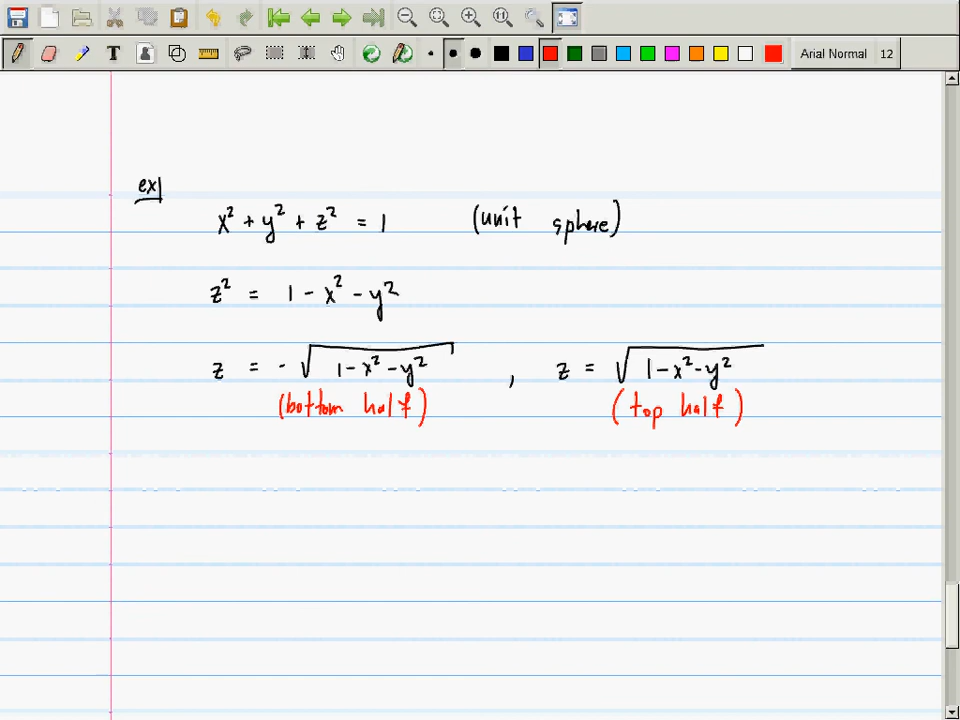 Arial Normal 12
ex
x² + y² + z² = 1 (unit sphere)
z² = 1 - x² - y²
z = -√(1-x²-y²) , z = √(1-x²-y²)
(bottom half) (top half)